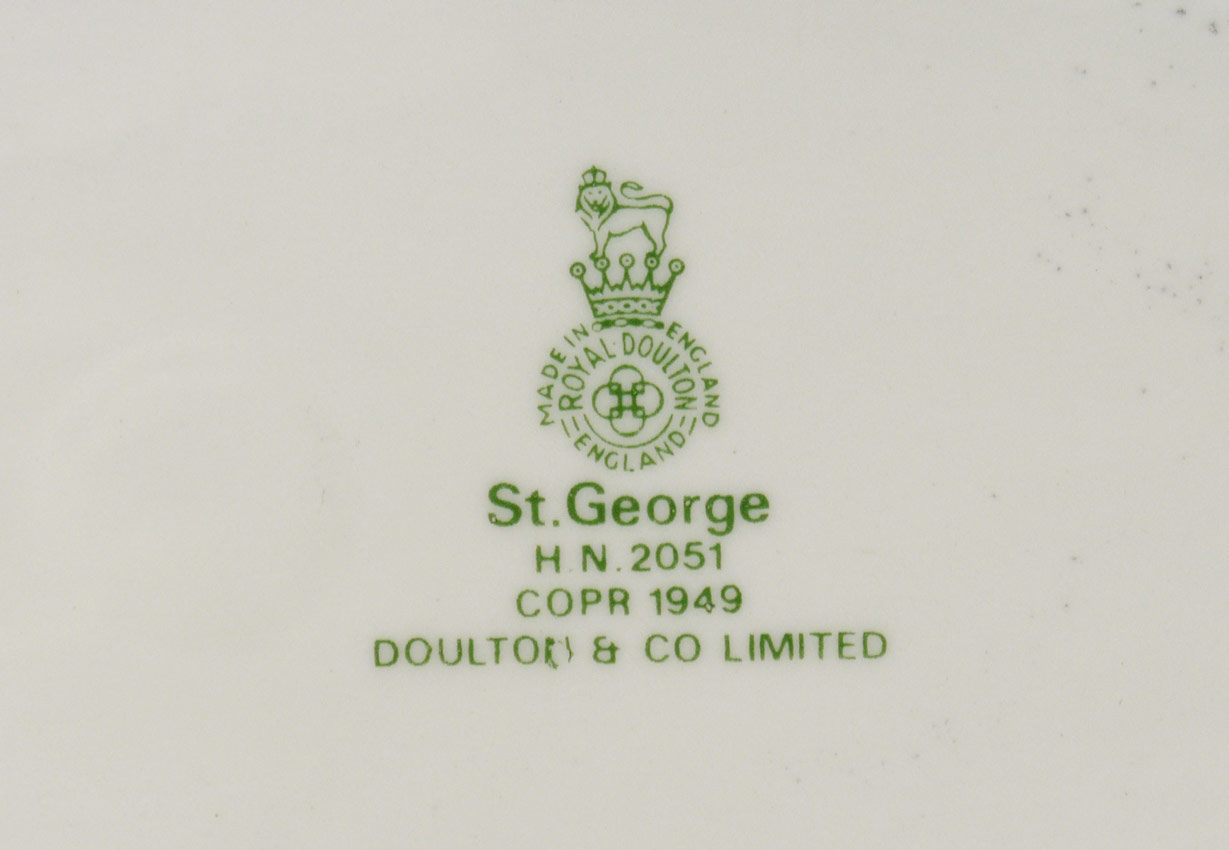 MADE IN ENGLAND
ROYAL DOULTON
ENGLAND
St. George
H.N. 2051
COPR 1949
DOULTON & CO LIMITED